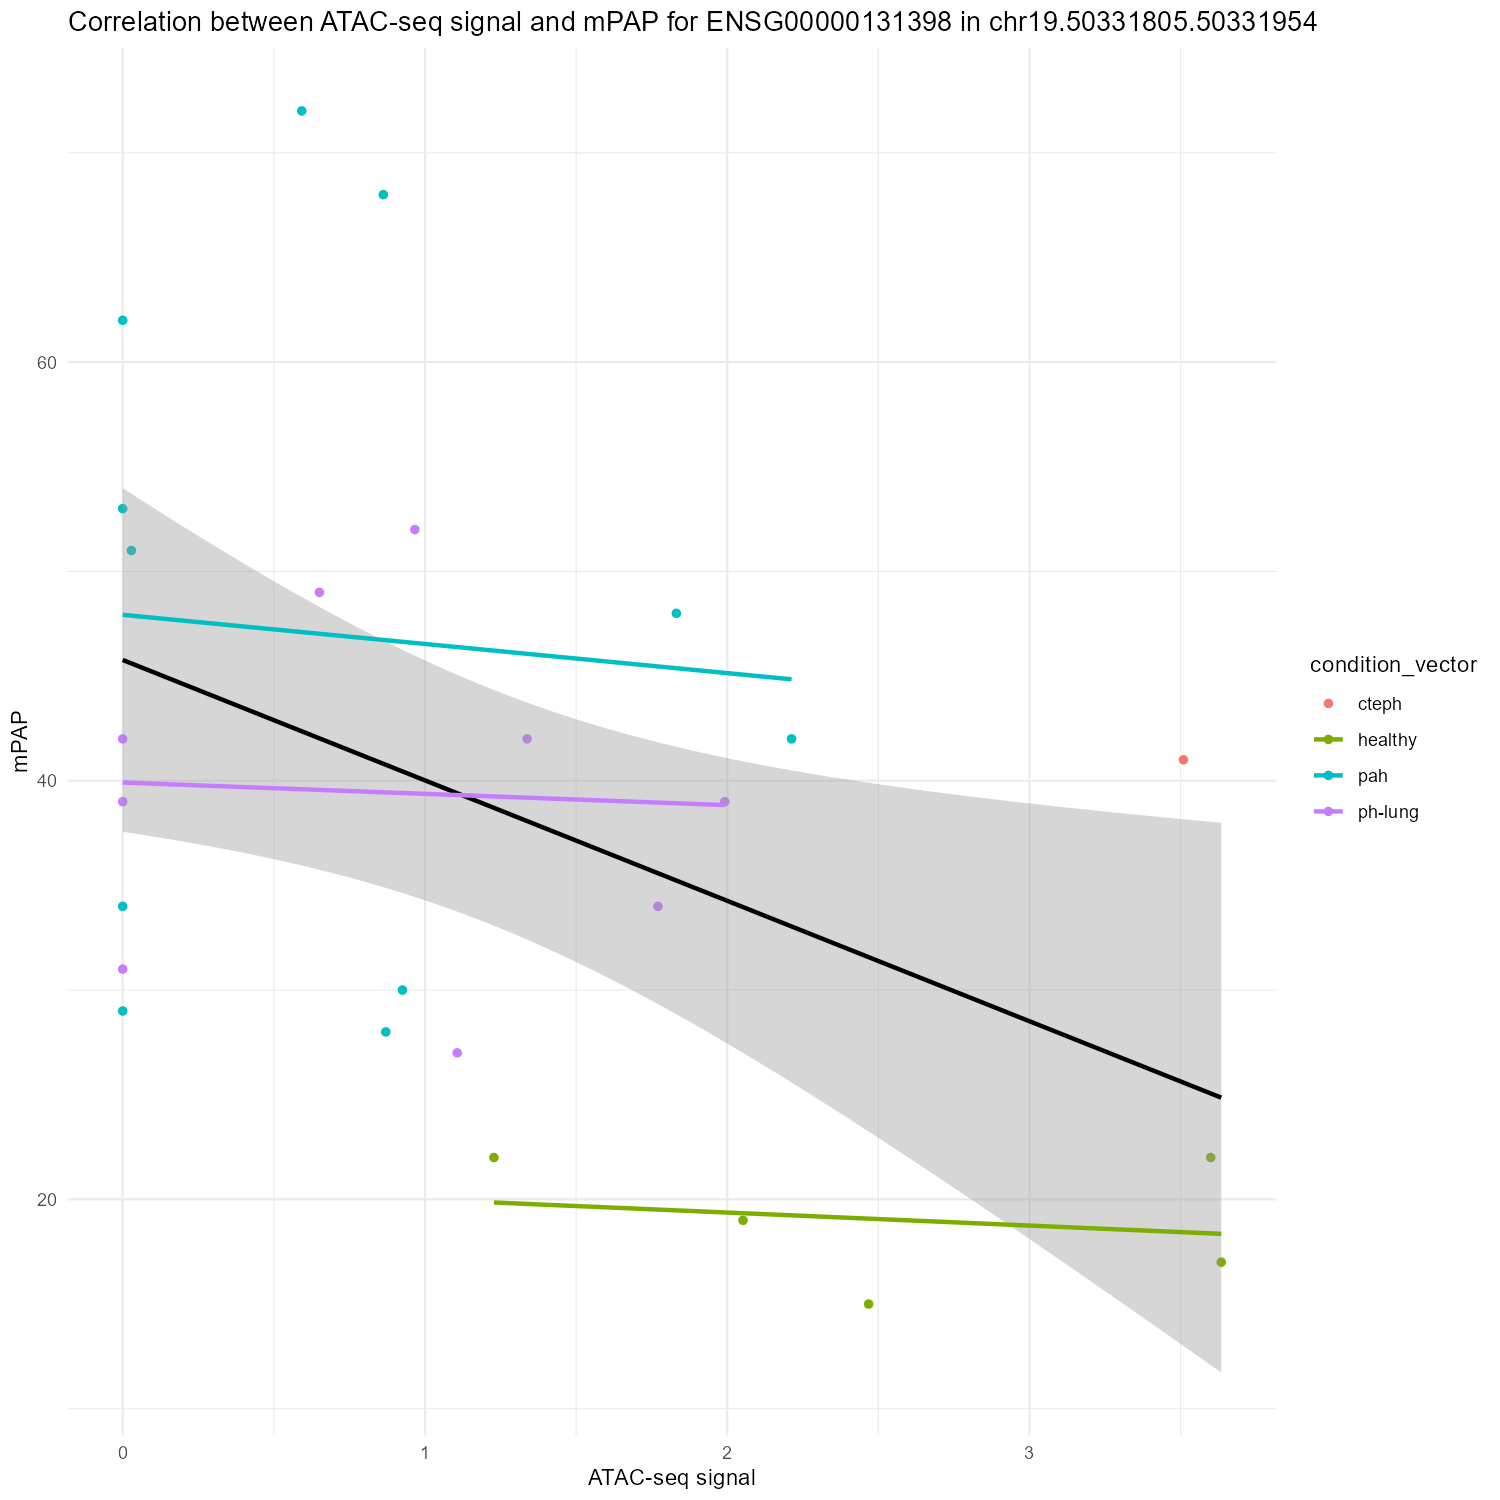 Correlation between ATAC-seq signal and mPAP for ENSG00000131398 in chr19.50331805.50331954
60
40
20
mPAP
0 1 2 3
ATAC-seq signal
condition_vector
cteph
healthy
pah
ph-lung